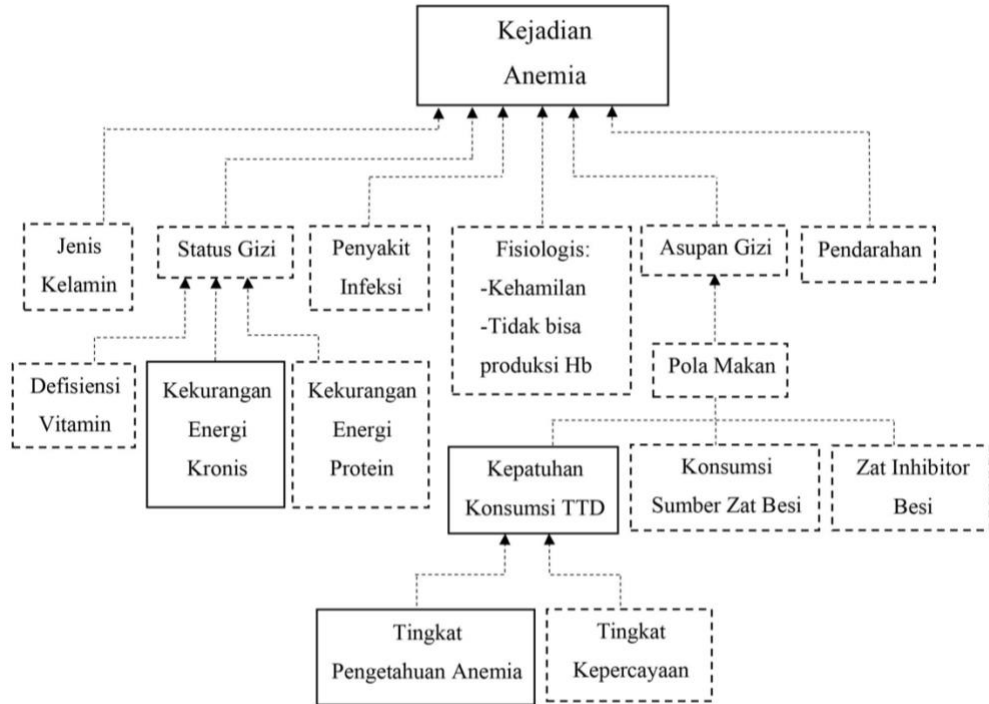 Kejadian
Anemia
Jenis
Kelamin
Status Gizi
Penyakit
Infeksi
Fisiologis:
-Kehamilan
-Tidak bisa
produksi Hb
Asupan Gizi
Pendarahan
Defisiensi
Vitamin
Kekurangan
Energi
Kronis
Kekurangan
Energi
Protein
Pola Makan
Kepatuhan
Konsumsi TTD
Konsumsi
Sumber Zat Besi
Zat Inhibitor
Besi
Tingkat
Pengetahuan Anemia
Tingkat
Kepercayaan